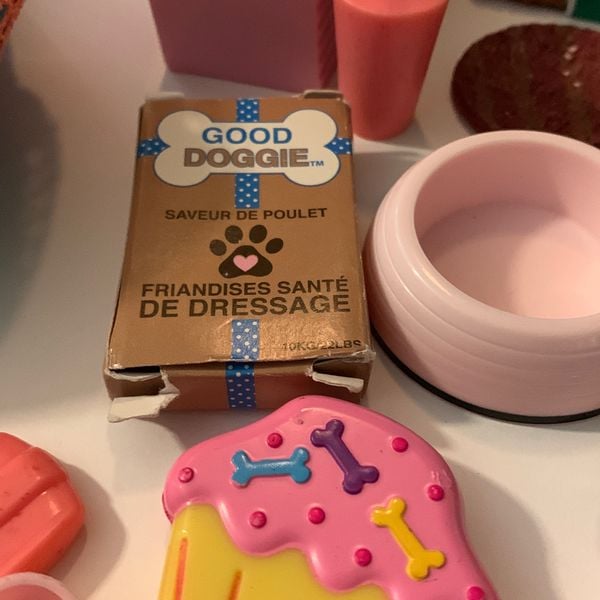 GOOD
DOGGIE™
SAVEUR DE POULET
FRIANDISES SANTÉ
DE DRESSAGE
10KG/22LBS